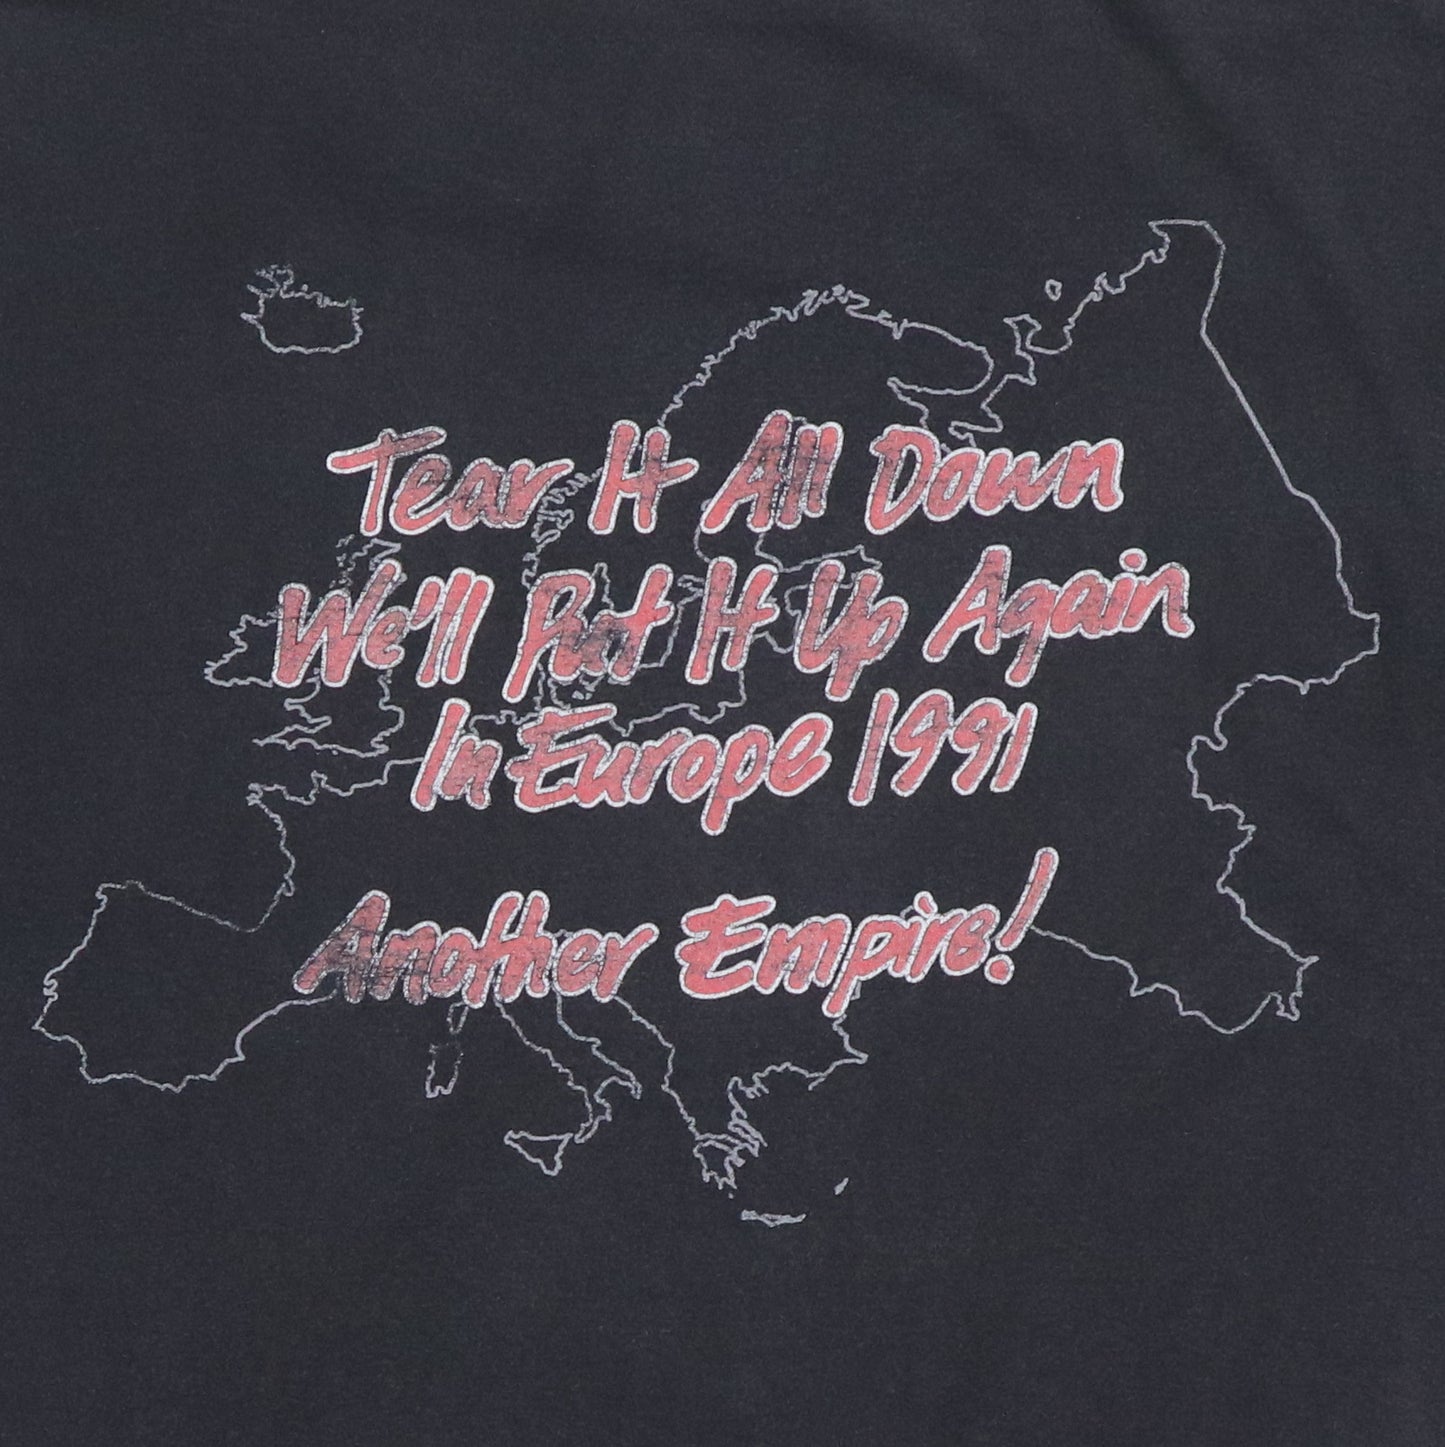 Tear It All Down
We'll Put It Up Again
In Europe 1991
Another Empire!